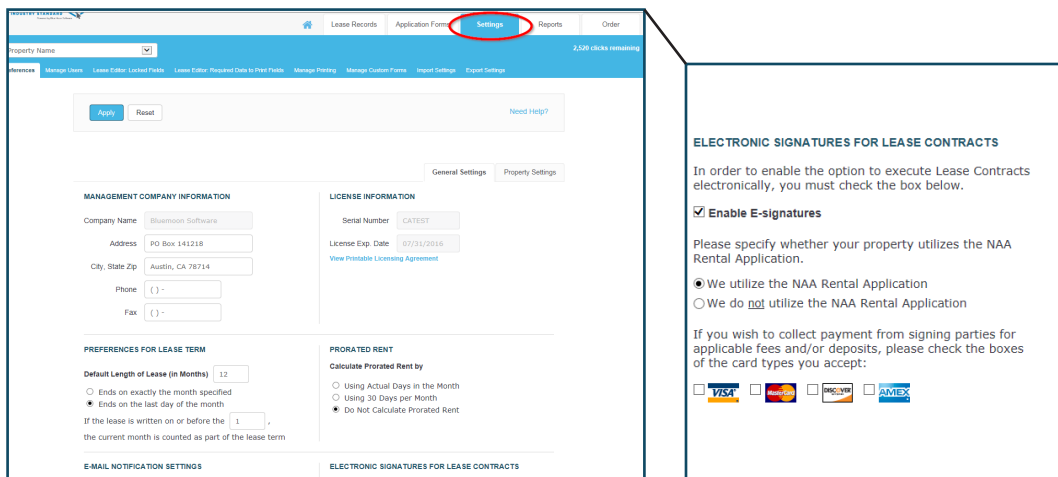 INDUSTRY STANDARD
Lease Records Application Forms Settings Reports Order
Property Name
2,520 clicks remaining
eferences Manage Users Lease Editor: Locked Fields Lease Editor: Required Data to Print Fields Manage Printing Manage Custom Forms Import Settings Export Settings
Apply Reset Need Help?
General Settings Property Settings
MANAGEMENT COMPANY INFORMATION
Company Name Bluemoon Software
Address PO Box 141218
City, State Zip Austin, CA 78714
Phone ( ) -
Fax ( ) -
LICENSE INFORMATION
Serial Number CATEST
License Exp. Date 07/31/2016
View Printable Licensing Agreement
PREFERENCES FOR LEASE TERM
Default Length of Lease (in Months) 12
Ends on exactly the month specified
Ends on the last day of the month
If the lease is written on or before the 1 ,
the current month is counted as part of the lease term
PRORATED RENT
Calculate Prorated Rent by
Using Actual Days in the Month
Using 30 Days per Month
Do Not Calculate Prorated Rent
E-MAIL NOTIFICATION SETTINGS
ELECTRONIC SIGNATURES FOR LEASE CONTRACTS
ELECTRONIC SIGNATURES FOR LEASE CONTRACTS
In order to enable the option to execute Lease Contracts
electronically, you must check the box below.
Enable E-signatures
Please specify whether your property utilizes the NAA
Rental Application.
We utilize the NAA Rental Application
We do not utilize the NAA Rental Application
If you wish to collect payment from signing parties for
applicable fees and/or deposits, please check the boxes
of the card types you accept:
VISA MasterCard DISCOVER AMEX